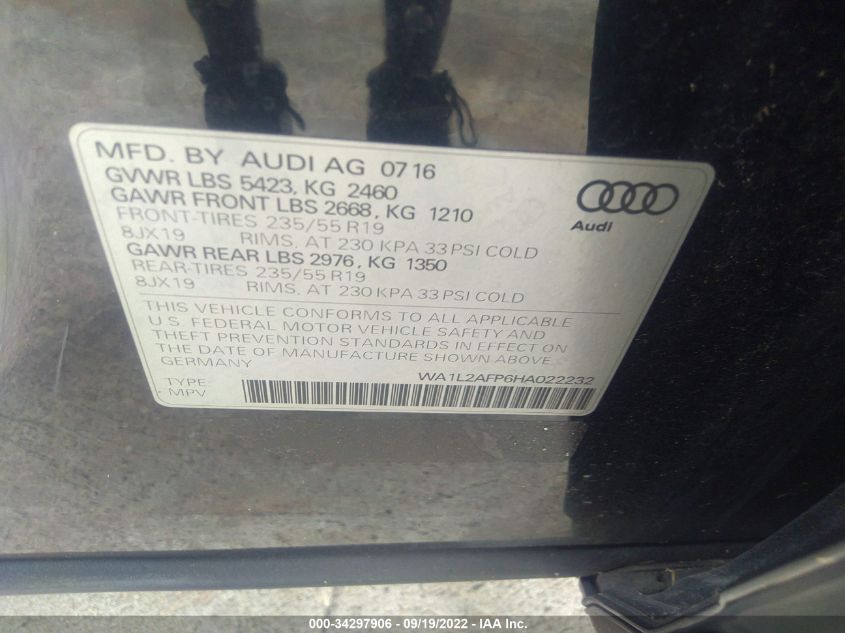 MFD. BY AUDI AG 07 16
GVWR LBS 5423, KG 2460
GAWR FRONT LBS 2668, KG 1210
FRONT-TIRES 235/55 R19
8JX19 RIMS, AT 230 KPA 33 PSI COLD
GAWR REAR LBS 2976, KG 1350
REAR-TIRES 235/55 R19
8JX19 RIMS, AT 230 KPA 33 PSI COLD
Audi
THIS VEHICLE CONFORMS TO ALL APPLICABLE
U.S. FEDERAL MOTOR VEHICLE SAFETY AND
THEFT PREVENTION STANDARDS IN EFFECT ON
THE DATE OF MANUFACTURE SHOWN ABOVE.
GERMANY
WA1L2AFP6HA022232
TYPE:
MPV
000-34297906 - 09/19/2022 - IAA Inc.